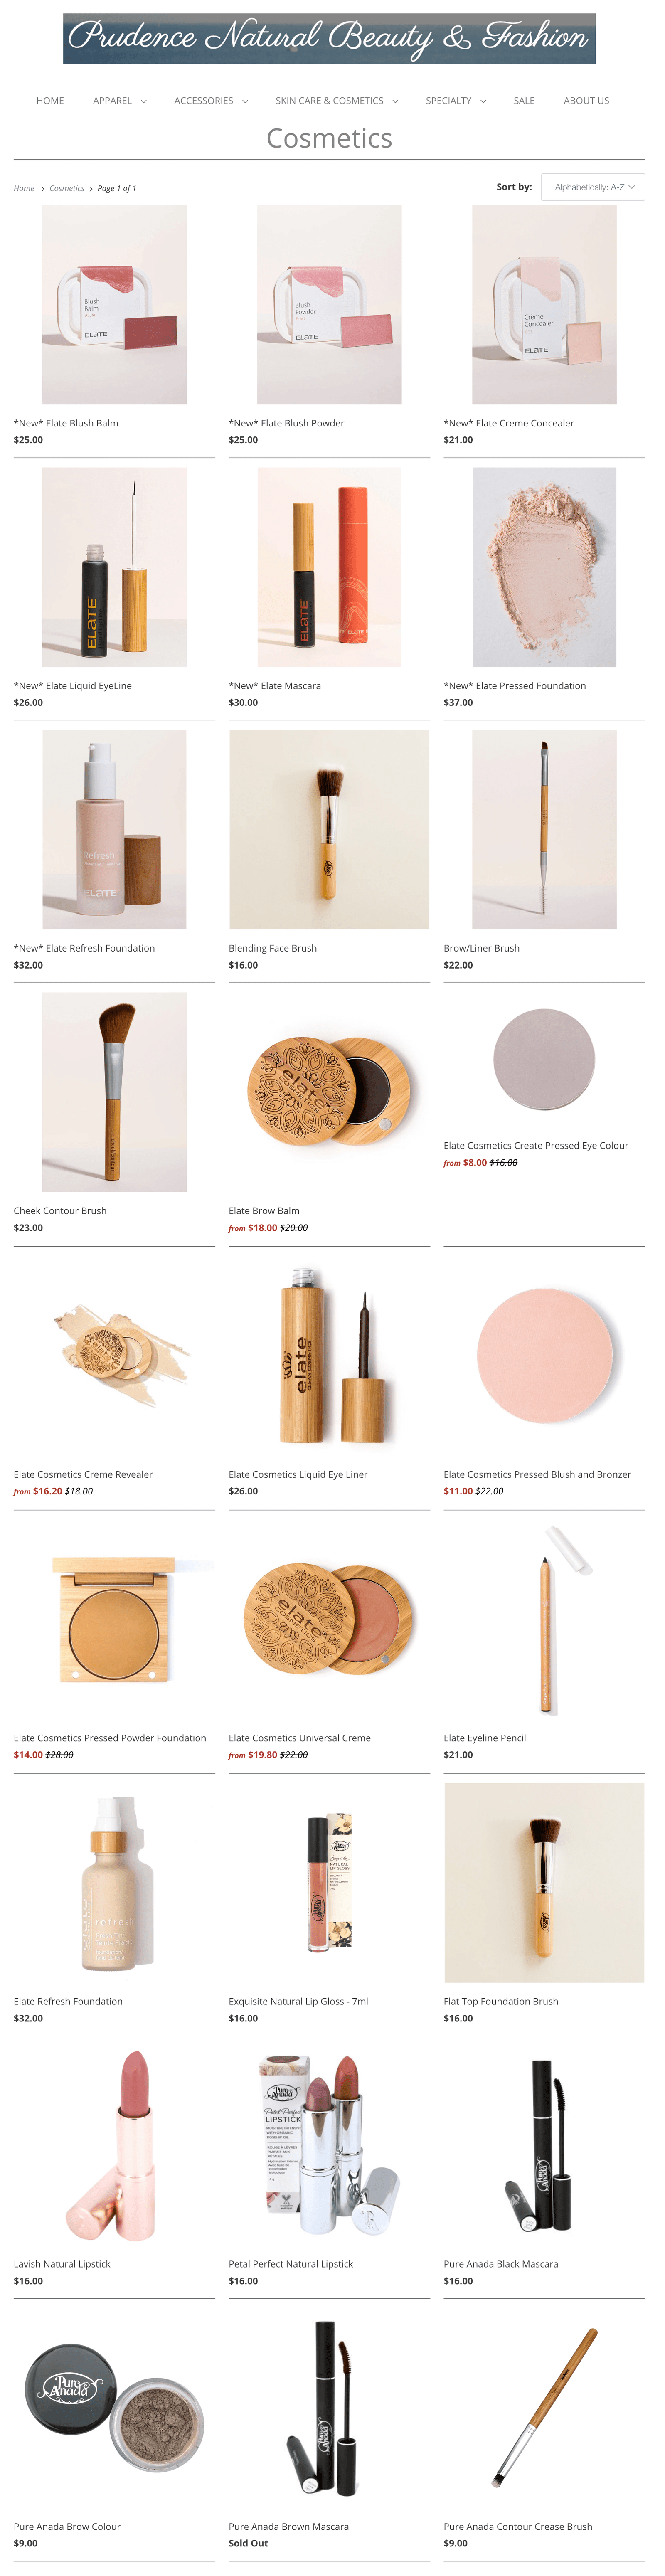 Prudence Natural Beauty & Fashion
HOME APPAREL ACCESSORIES SKIN CARE & COSMETICS SPECIALTY SALE ABOUT US
Cosmetics
Home > Cosmetics > Page 1 of 1
Sort by: Alphabetically: A-Z
Blush
Balm
ELATE
Blush
Powder
ELATE
Crème
Concealer
ELATE
*New* Elate Blush Balm
$25.00
*New* Elate Blush Powder
$25.00
*New* Elate Creme Concealer
$21.00
ELATE
ELATE
ELATE
*New* Elate Liquid EyeLine
$26.00
*New* Elate Mascara
$30.00
*New* Elate Pressed Foundation
$37.00
Refresh
ELATE
*New* Elate Refresh Foundation
$32.00
Blending Face Brush
$16.00
Brow/Liner Brush
$22.00
elate
COSMETICS
Cheek Contour Brush
$23.00
Elate Brow Balm
from $18.00 $20.00
Elate Cosmetics Create Pressed Eye Colour
from $8.00 $16.00
elate
elate
CLEAN COSMETICS
Elate Cosmetics Creme Revealer
from $16.20 $18.00
Elate Cosmetics Liquid Eye Liner
$26.00
Elate Cosmetics Pressed Blush and Bronzer
$11.00 $22.00
elate
COSMETICS
Elate Cosmetics Pressed Powder Foundation
$14.00 $28.00
Elate Cosmetics Universal Creme
from $19.80 $22.00
Elate Eyeline Pencil
$21.00
refresh
Pure Anada
Exquisite
NATURAL
LIP GLOSS
Elate Refresh Foundation
$32.00
Exquisite Natural Lip Gloss - 7ml
$16.00
Flat Top Foundation Brush
$16.00
Pure Anada
Petal Perfect
LIPSTICK
Lavish Natural Lipstick
$16.00
Petal Perfect Natural Lipstick
$16.00
Pure Anada Black Mascara
$16.00
Pure Anada
Pure Anada Brow Colour
$9.00
Pure Anada Brown Mascara
Sold Out
Pure Anada Contour Crease Brush
$9.00